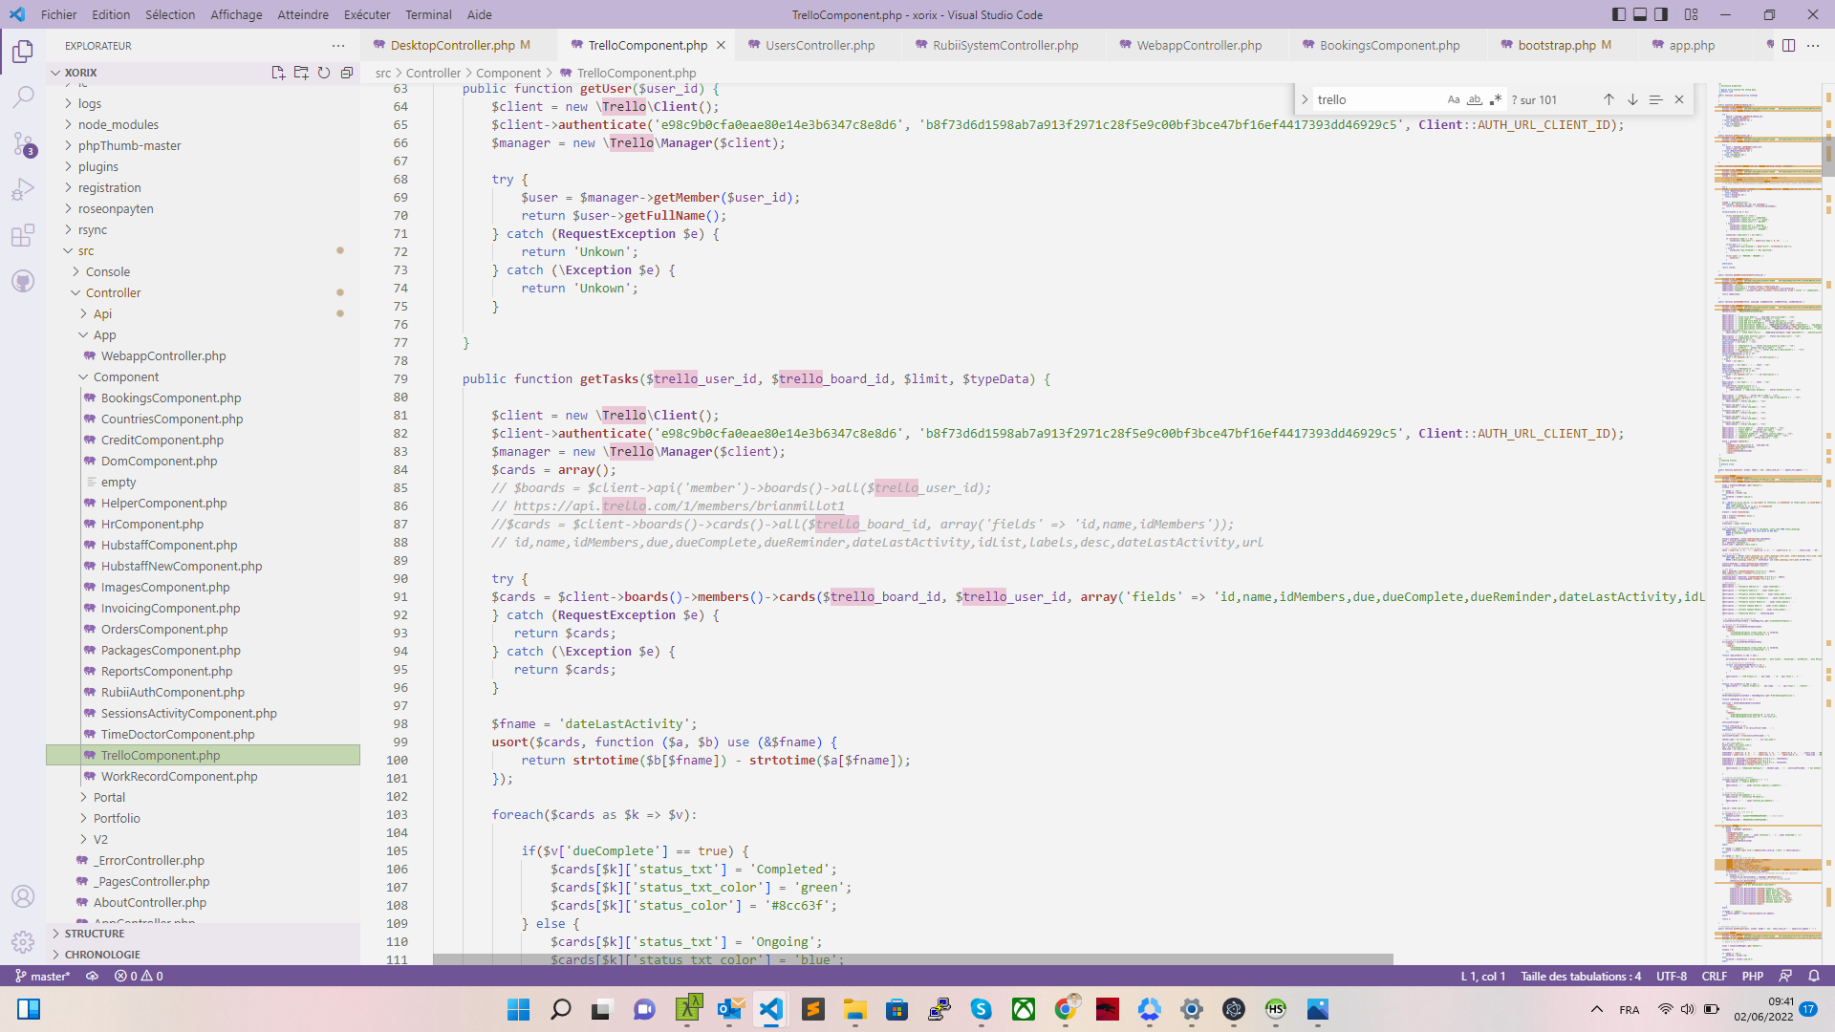 Fichier Edition Sélection Affichage Atteindre Exécuter Terminal Aide
TrelloComponent.php - xorix - Visual Studio Code
EXPLORATEUR
DesktopController.php M TrelloComponent.php UsersController.php RubiiSystemController.php WebappController.php BookingsComponent.php bootstrap.php M app.php
XORIX
src > Controller > Component > TrelloComponent.php
trello Aa ab ? sur 101
logs
node_modules
phpThumb-master
plugins
registration
roseonpayten
rsync
src
Console
Controller
Api
App
WebappController.php
Component
BookingsComponent.php
CountriesComponent.php
CreditComponent.php
DomComponent.php
empty
HelperComponent.php
HrComponent.php
HubstaffComponent.php
HubstaffNewComponent.php
ImagesComponent.php
InvoicingComponent.php
OrdersComponent.php
PackagesComponent.php
ReportsComponent.php
RubiiAuthComponent.php
SessionsActivityComponent.php
TimeDoctorComponent.php
TrelloComponent.php
WorkRecordComponent.php
Portal
Portfolio
V2
_ErrorController.php
_PagesController.php
AboutController.php
AppController.php
STRUCTURE
CHRONOLOGIE
63 public function getUser($user_id) {
64 $client = new \Trello\Client();
65 $client->authenticate('e98c9b0cfa0eae80e14e3b6347c8e8d6', 'b8f73d6d1598ab7a913f2971c28f5e9c00bf3bce47bf16ef4417393dd46929c5', Client::AUTH_URL_CLIENT_ID);
66 $manager = new \Trello\Manager($client);
67
68 try {
69 $user = $manager->getMember($user_id);
70 return $user->getFullName();
71 } catch (RequestException $e) {
72 return 'Unkown';
73 } catch (\Exception $e) {
74 return 'Unkown';
75 }
76
77 }
78
79 public function getTasks($trello_user_id, $trello_board_id, $limit, $typeData) {
80
81 $client = new \Trello\Client();
82 $client->authenticate('e98c9b0cfa0eae80e14e3b6347c8e8d6', 'b8f73d6d1598ab7a913f2971c28f5e9c00bf3bce47bf16ef4417393dd46929c5', Client::AUTH_URL_CLIENT_ID);
83 $manager = new \Trello\Manager($client);
84 $cards = array();
85 // $boards = $client->api('member')->boards()->all($trello_user_id);
86 // https://api.trello.com/1/members/brianmillot1
87 //$cards = $client->boards()->cards()->all($trello_board_id, array('fields' => 'id,name,idMembers'));
88 // id,name,idMembers,due,dueComplete,dueReminder,dateLastActivity,idList,labels,desc,dateLastActivity,url
89
90 try {
91 $cards = $client->boards()->members()->cards($trello_board_id, $trello_user_id, array('fields' => 'id,name,idMembers,due,dueComplete,dueReminder,dateLastActivity,idL
92 } catch (RequestException $e) {
93 return $cards;
94 } catch (\Exception $e) {
95 return $cards;
96 }
97
98 $fname = 'dateLastActivity';
99 usort($cards, function ($a, $b) use (&$fname) {
100 return strtotime($b[$fname]) - strtotime($a[$fname]);
101 });
102
103 foreach($cards as $k => $v):
104
105 if($v['dueComplete'] == true) {
106 $cards[$k]['status_txt'] = 'Completed';
107 $cards[$k]['status_txt_color'] = 'green';
108 $cards[$k]['status_color'] = '#8cc63f';
109 } else {
110 $cards[$k]['status_txt'] = 'Ongoing';
111 $cards[$k]['status_txt_color'] = 'blue';
3
master* 0 0
L 1, col 1 Taille des tabulations : 4 UTF-8 CRLF PHP
FRA
09:41
02/06/2022
17